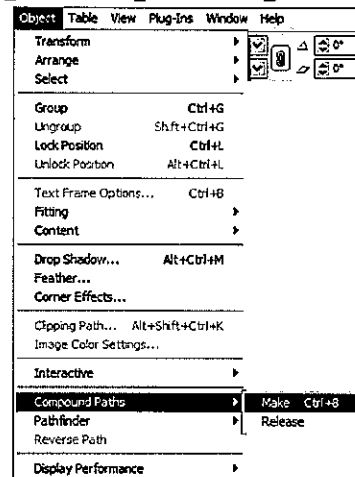 Object Table View Plug-Ins Window Help
Transform
Arrange
Select
0°
0°
Group Ctrl+G
Ungroup Shift+Ctrl+G
Lock Position Ctrl+L
Unlock Position Alt+Ctrl+L
Text Frame Options... Ctrl+B
Fitting
Content
Drop Shadow... Alt+Ctrl+M
Feather...
Corner Effects...
Clipping Path... Alt+Shift+Ctrl+K
Image Color Settings...
Interactive
Compound Paths Make Ctrl+8
Pathfinder Release
Reverse Path
Display Performance